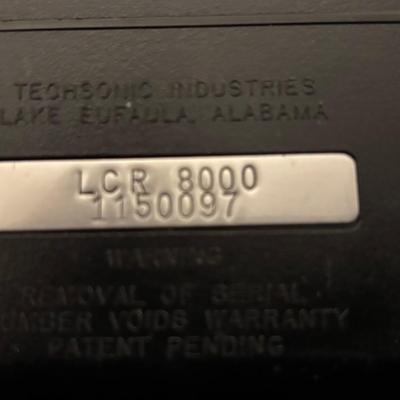 TECHSONIC INDUSTRIES
LAKE EUFAULA, ALABAMA
LCR 8000
1150097
WARNING
REMOVAL OF SERIAL
NUMBER VOIDS WARRANTY
PATENT PENDING